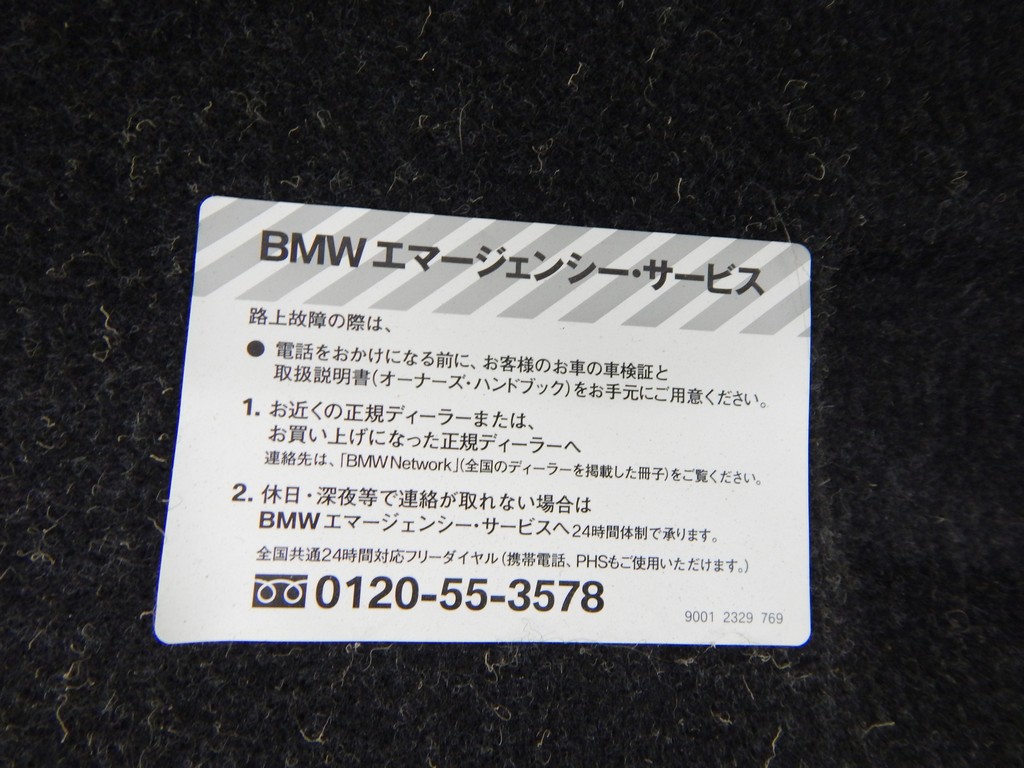 BMW エマージェンシー・サービス
路上故障の際は、
● 電話をおかけになる前に、お客様のお車の車検証と
取扱説明書(オーナーズ・ハンドブック)をお手元にご用意ください。
1. お近くの正規ディーラーまたは、
お買い上げになった正規ディーラーへ
連絡先は、「BMW Network」(全国のディーラーを掲載した冊子)をご覧ください。
2. 休日・深夜等で連絡が取れない場合は
BMW エマージェンシー・サービスへ 24時間体制で承ります。
全国共通24時間対応フリーダイヤル(携帯電話、PHSもご使用いただけます。)
0120-55-3578
9001 2329 769